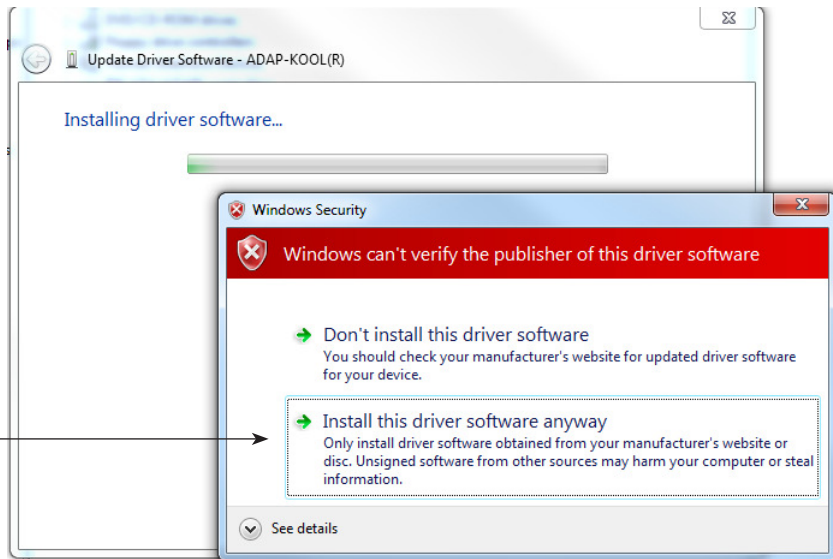 Update Driver Software - ADAP-KOOL(R)
Installing driver software...
Windows Security
Windows can't verify the publisher of this driver software
Don't install this driver software
You should check your manufacturer's website for updated driver software
for your device.
Install this driver software anyway
Only install driver software obtained from your manufacturer's website or
disc. Unsigned software from other sources may harm your computer or steal
information.
See details